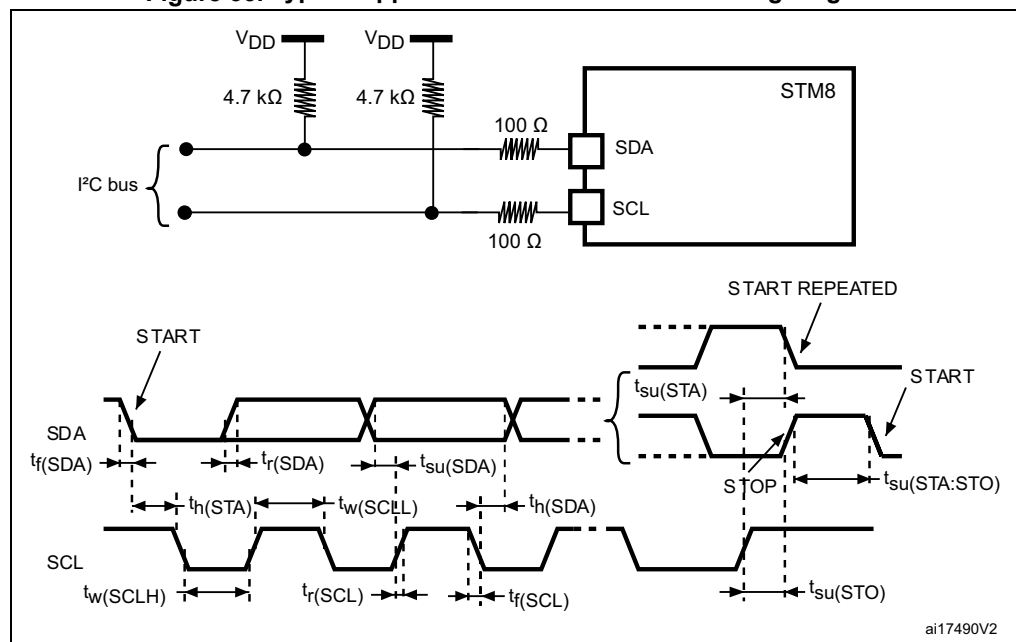 VDD
VDD
STM8
4.7 kΩ
4.7 kΩ
100 Ω
SDA
I²C bus
SCL
100 Ω
START REPEATED
START
START
tsu(STA)
SDA
tf(SDA)
tr(SDA)
tsu(SDA)
STOP
tsu(STA:STO)
th(STA)
tw(SCLL)
th(SDA)
SCL
tw(SCLH)
tr(SCL)
tf(SCL)
tsu(STO)
ai17490V2